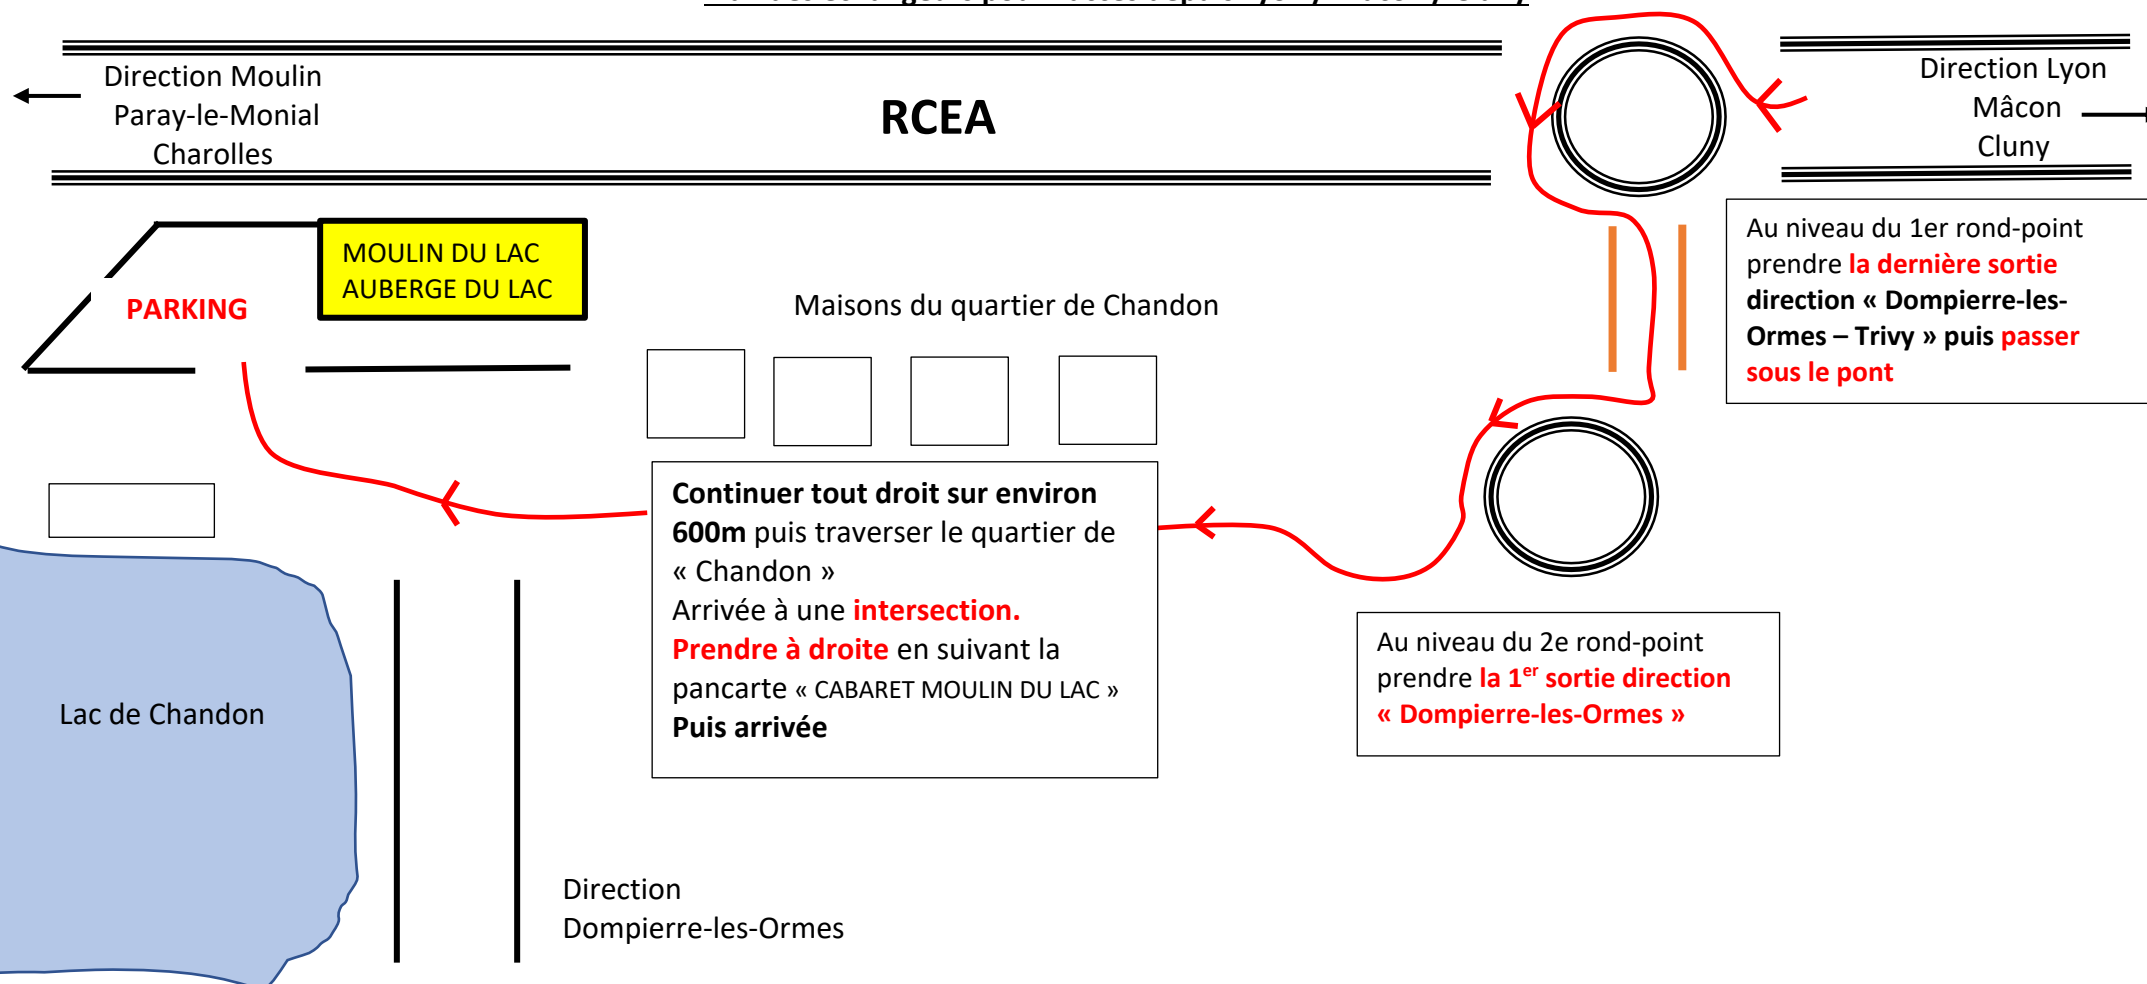 Direction Moulin
Paray-le-Monial
Charolles
RCEA
Direction Lyon
Mâcon
Cluny
MOULIN DU LAC
AUBERGE DU LAC
PARKING
Maisons du quartier de Chandon
Au niveau du 1er rond-point
prendre la dernière sortie
direction « Dompierre-les-
Ormes – Trivy » puis passer
sous le pont
Continuer tout droit sur environ
600m puis traverser le quartier de
« Chandon »
Arrivée à une intersection.
Prendre à droite en suivant la
pancarte « CABARET MOULIN DU LAC »
Puis arrivée
Au niveau du 2e rond-point
prendre la 1er sortie direction
« Dompierre-les-Ormes »
Lac de Chandon
Direction
Dompierre-les-Ormes